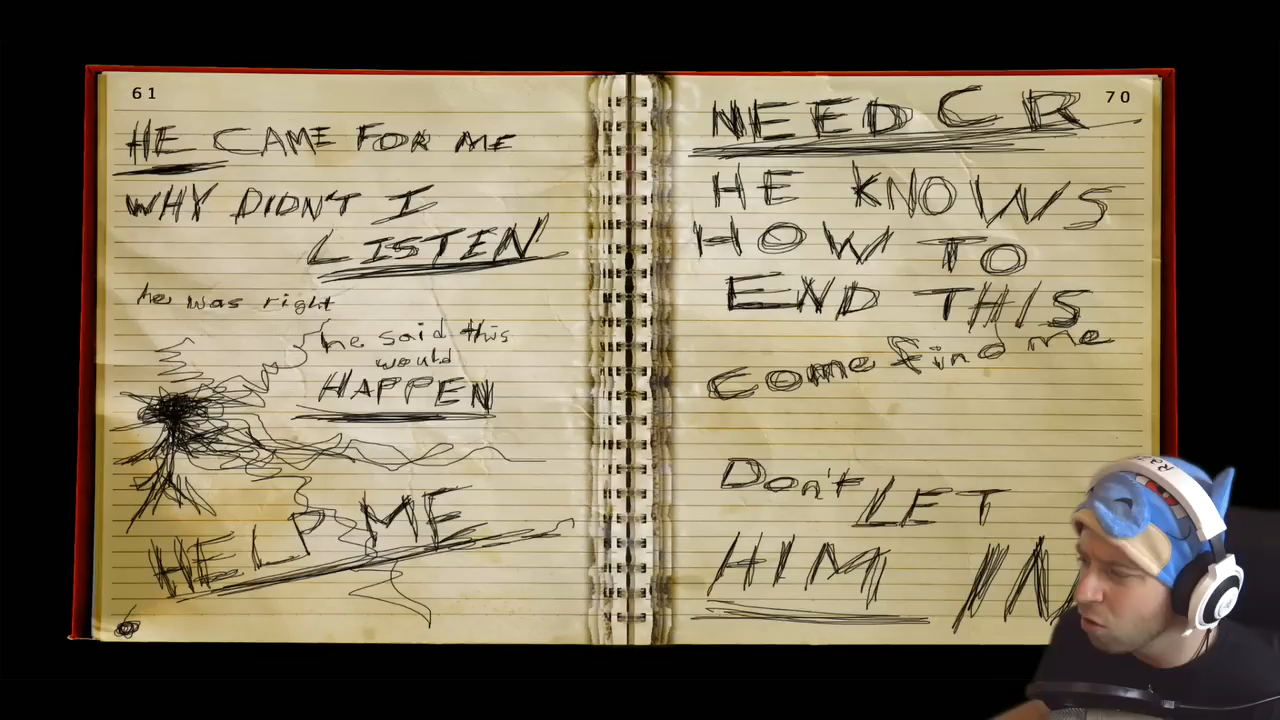 61
HE CAME FOR ME
WHY DIDN'T I
LISTEN
he was right
he said this
would
HAPPEN
HELP ME
70
NEED CR
HE KNOWS
HOW TO
END THIS
come find me
Don't LET
HIM IN